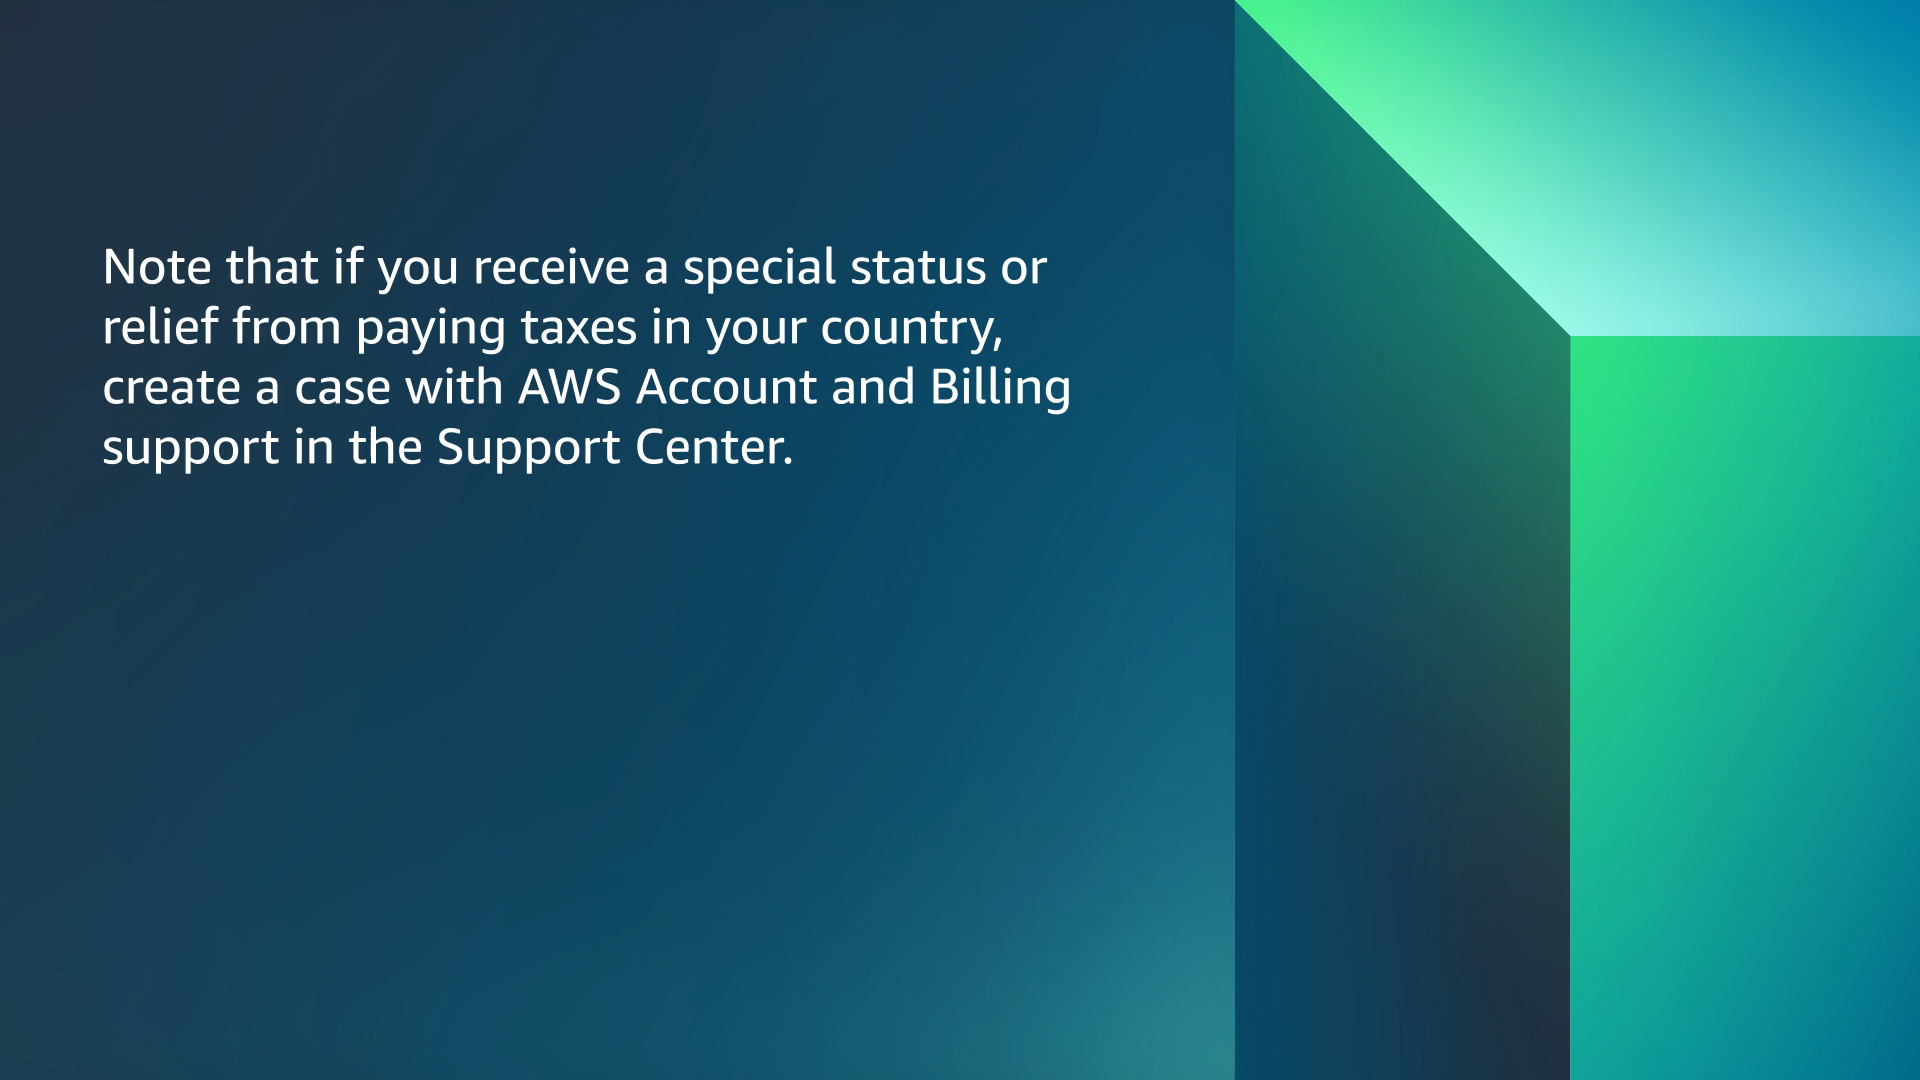 Note that if you receive a special status or
relief from paying taxes in your country,
create a case with AWS Account and Billing
support in the Support Center.